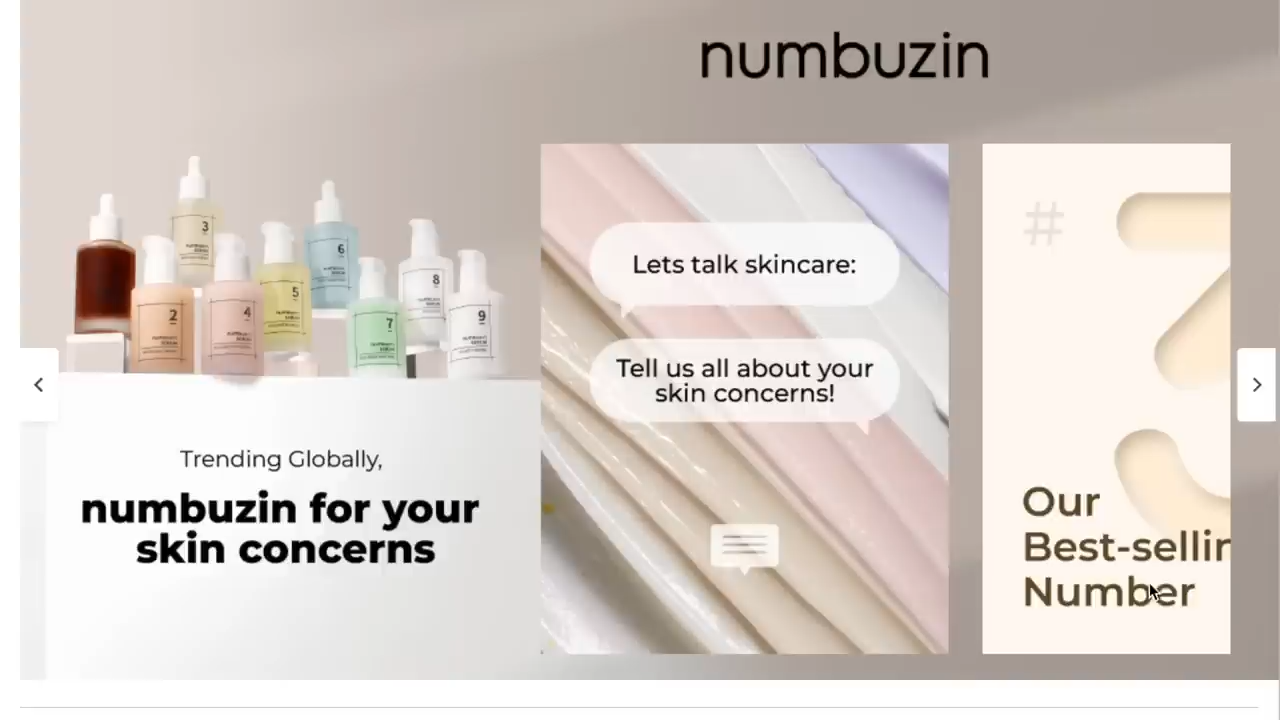 numbuzin
3
6
8
5
4
2
7
9
Trending Globally,
numbuzin for your
skin concerns
Lets talk skincare:
Tell us all about your
skin concerns!
#
3
Our
Best-sellin
Number